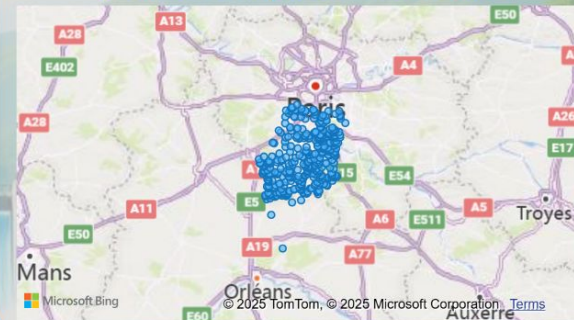 A13
E50
A28
E402
A4
A
Paris
A28
A26
E17
A
15
E54
E5
A11
A6
E511
A5
Troyes
E50
A19
A77
Mans
Orléans
Microsoft Bing
© 2025 TomTom, © 2025 Microsoft Corporation Terms
Auxerre
E60